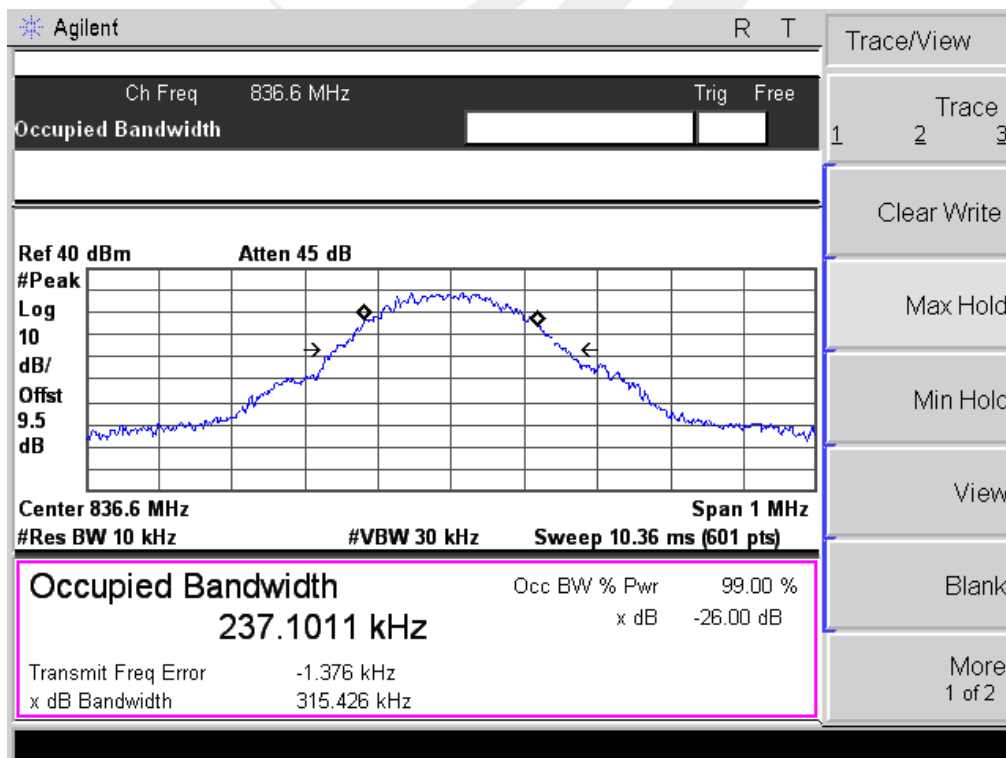 Agilent R T
Trace/View
Ch Freq 836.6 MHz Trig Free
Occupied Bandwidth
Trace
1 2 3
Clear Write
Max Hold
Min Hold
View
Blank
More
1 of 2
Ref 40 dBm Atten 45 dB
#Peak
Log
10
dB/
Offst
9.5
dB
Center 836.6 MHz Span 1 MHz
#Res BW 10 kHz #VBW 30 kHz Sweep 10.36 ms (601 pts)
Occupied Bandwidth Occ BW % Pwr 99.00 %
237.1011 kHz x dB -26.00 dB
Transmit Freq Error -1.376 kHz
x dB Bandwidth 315.426 kHz